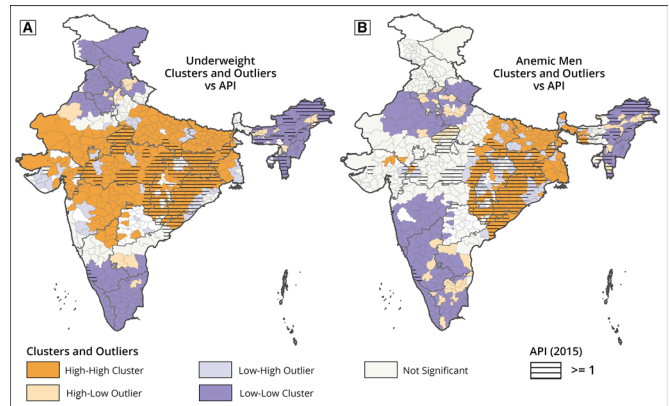 A
Underweight
Clusters and Outliers
vs API
B
Anemic Men
Clusters and Outliers
vs API
Clusters and Outliers
High-High Cluster
High-Low Outlier
Low-High Outlier
Low-Low Cluster
Not Significant
API (2015)
>= 1